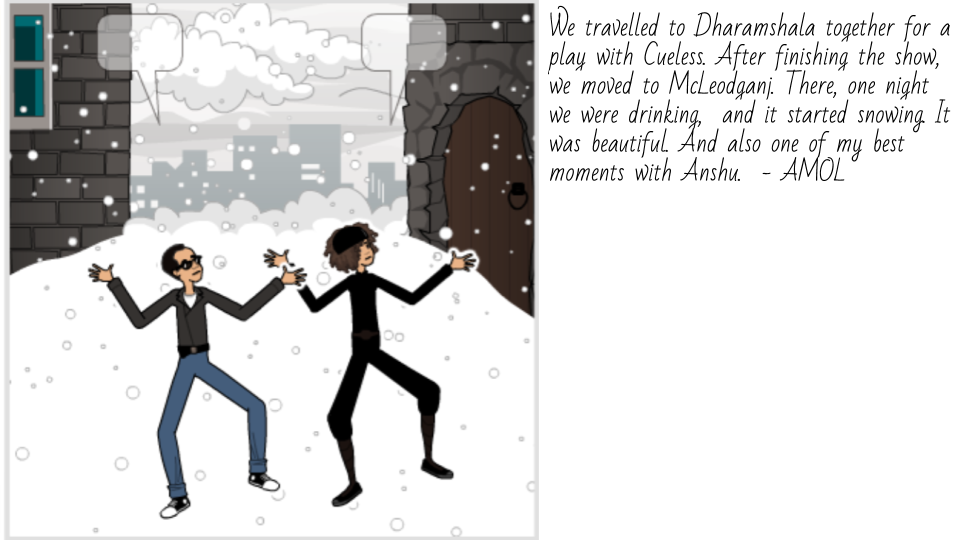 We travelled to Dharamshala together for a
play with Cueless. After finishing the show,
we moved to McLeodganj. There, one night
we were drinking,  and it started snowing. It
was beautiful. And also one of my best
moments with Anshu.  - AMOL